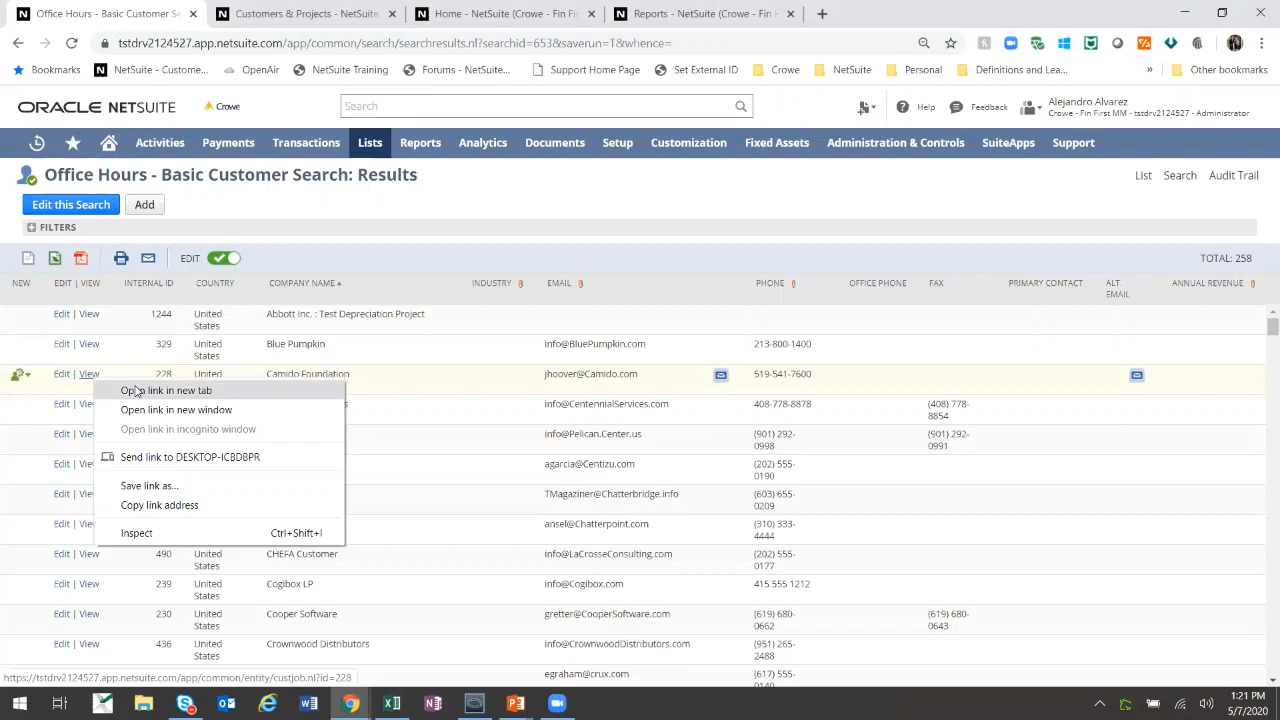 Office Hours - Basic Customer Se
Customers & Projects - NetSuite
Home - NetSuite (Crowe - Fin Fi
Reports - NetSuite (Crowe - Fin
tstdrv2124527.app.netsuite.com/app/common/search/searchresults.nl?searchid=653&saverun=T&whence=
Bookmarks
NetSuite - Custome...
OpenAir
NetSuite Training
Forums - NetSuite...
Support Home Page
Set External ID
Crowe
NetSuite
Personal
Definitions and Lea...
»
Other bookmarks
ORACLE NETSUITE
Crowe
Search
Help
Feedback
Alejandro Alvarez
Crowe - Fin First MM - tstdrv2124527 - Administrator
Activities Payments Transactions Lists Reports Analytics Documents Setup Customization Fixed Assets Administration & Controls SuiteApps Support
Office Hours - Basic Customer Search: Results
List Search Audit Trail
Edit this Search Add
FILTERS
EDIT
TOTAL: 258
NEW EDIT | VIEW INTERNAL ID COUNTRY COMPANY NAME INDUSTRY EMAIL PHONE OFFICE PHONE FAX PRIMARY CONTACT ALT. EMAIL ANNUAL REVENUE
Edit | View 1244 United States Abbott Inc. : Test Depreciation Project
Edit | View 329 United States Blue Pumpkin info@BluePumpkin.com 213-800-1400
Edit | View 228 United Camido Foundation jhoover@Camido.com 519-541-7600
Edit | View s info@CentennialServices.com 408-778-8878 (408) 778-8854
Edit | View info@Pelican.Center.us (901) 292-0998 (901) 292-0991
Edit | View agarcia@Centizu.com (202) 555-0190
Edit | View TMagaziner@Chatterbridge.info (603) 655-0209
Edit | View ansel@Chatterpoint.com (310) 333-4444
Edit | View 490 United States CHEFA Customer info@LaCrosseConsulting.com (202) 555-0177
Edit | View 239 United States Cogibox LP info@Cogibox.com 415 555 1212
Edit | View 230 United States Cooper Software gretter@CooperSoftware.com (619) 680-0662 (619) 680-0643
Edit | View 436 United States Crownwood Distributors info@CrownwoodDistributors.com (951) 265-2488
egraham@crux.com (617) 555-0140
Open link in new tab
Open link in new window
Open link in incognito window
Send link to DESKTOP-ICBD8PR
Save link as...
Copy link address
Inspect Ctrl+Shift+I
https://tstdrv2124527.app.netsuite.com/app/common/entity/custjob.nl?id=228
1:21 PM
5/7/2020